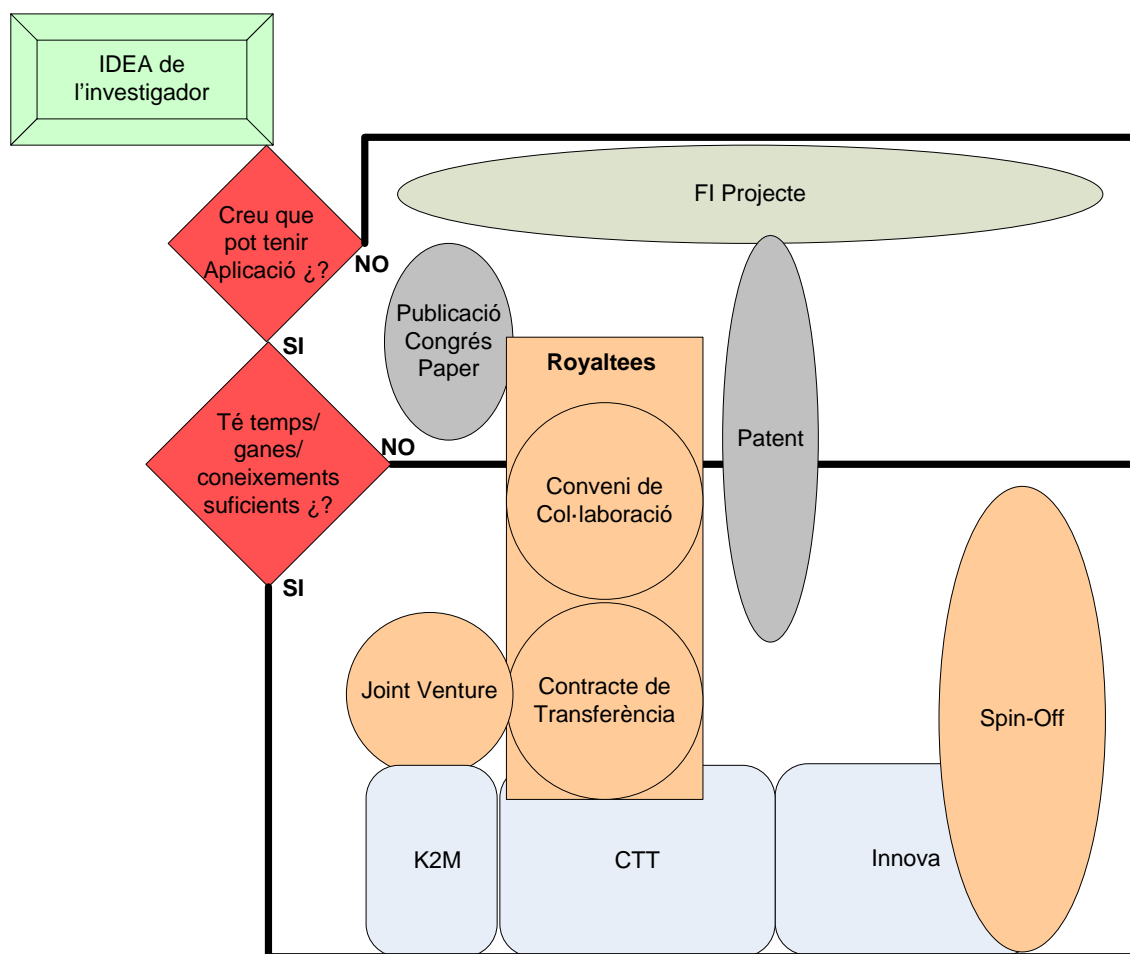 IDEA de
l'investigador
Creu que
pot tenir
Aplicació ¿?
NO
SI
FI Projecte
Publicació
Congrés
Paper
Royaltees
Patent
Té temps/
ganes/
coneixements
suficients ¿?
NO
SI
Conveni de
Col·laboració
Joint Venture
Contracte de
Transferència
Spin-Off
K2M
CTT
Innova